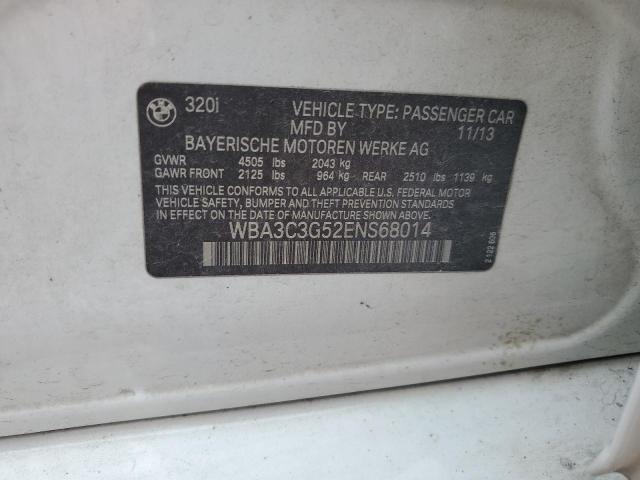 BMW 320i VEHICLE TYPE: PASSENGER CAR
MFD BY 11/13
BAYERISCHE MOTOREN WERKE AG
GVWR 4505 lbs 2043 kg
GAWR FRØNT 2125 lbs 964 kg REAR 2510 lbs 1139 kg
THIS VEHICLE CONFORMS TO ALL APPLICABLE U.S. FEDERAL MOTOR
VEHICLE SAFETY, BUMPER AND THEFT PREVENTION STANDARDS
IN EFFECT ON THE DATE OF MANUFACTURE SHOWN ABOVE.
WBA3C3G52ENS68014